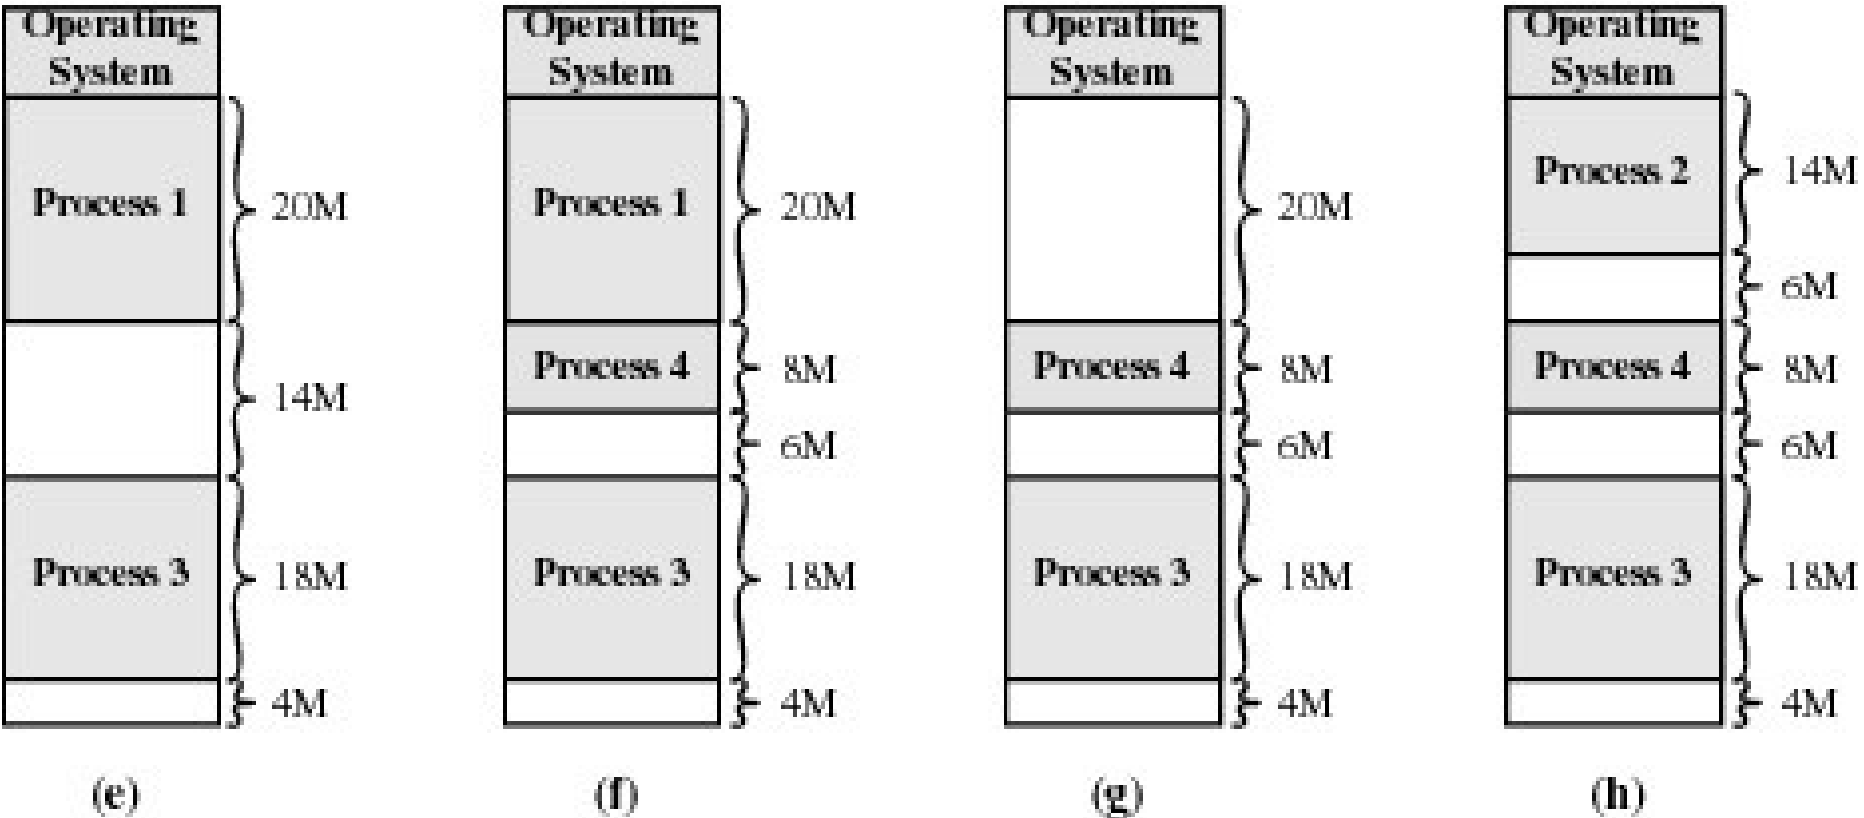 Operating
System
Process 1
20M
14M
Process 3
18M
4M
(e)
Operating
System
Process 1
20M
Process 4
8M
6M
Process 3
18M
4M
(f)
Operating
System
20M
Process 4
8M
6M
Process 3
18M
4M
(g)
Operating
System
Process 2
14M
6M
Process 4
8M
6M
Process 3
18M
4M
(h)